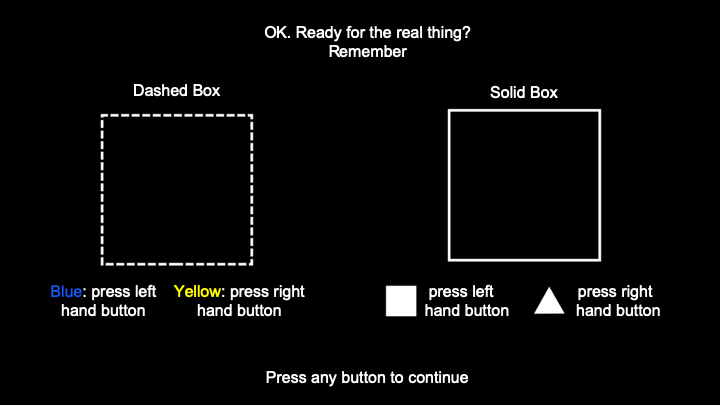 OK. Ready for the real thing?
Remember
Dashed Box
Solid Box
Blue: press left
hand button
Yellow: press right
hand button
press left
hand button
press right
hand button
Press any button to continue